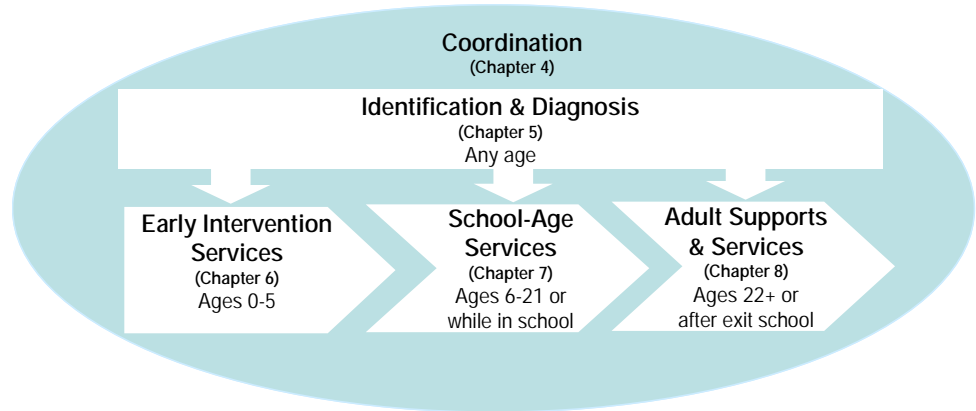 Coordination
(Chapter 4)
Identification & Diagnosis
(Chapter 5)
Any age
Early Intervention
Services
(Chapter 6)
Ages 0-5
School-Age
Services
(Chapter 7)
Ages 6-21 or
while in school
Adult Supports
& Services
(Chapter 8)
Ages 22+ or
after exit school